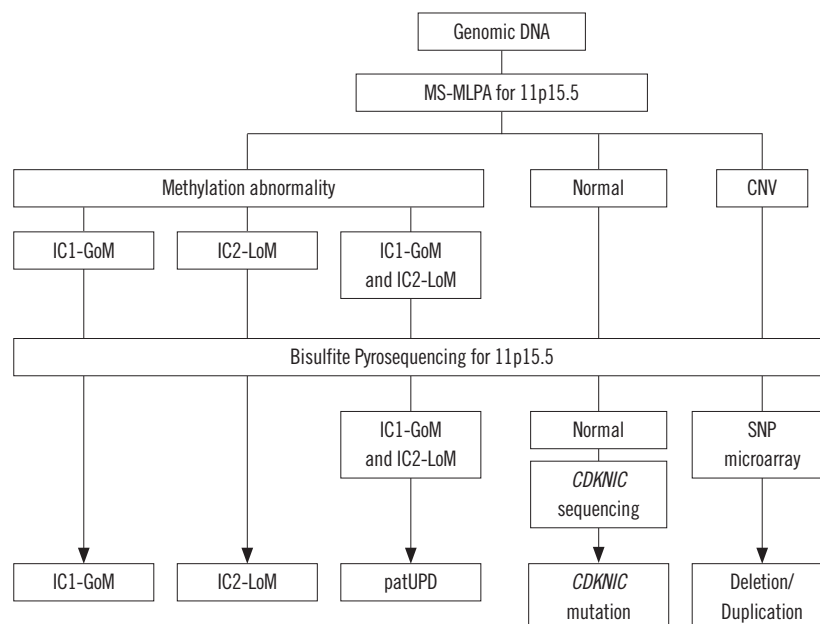 Genomic DNA
MS-MLPA for 11p15.5
Methylation abnormality
Normal
CNV
IC1-GoM
IC2-LoM
IC1-GoM
and IC2-LoM
Bisulfite Pyrosequencing for 11p15.5
IC1-GoM
and IC2-LoM
Normal
SNP
microarray
CDKNIC
sequencing
IC1-GoM
IC2-LoM
patUPD
CDKNIC
mutation
Deletion/
Duplication